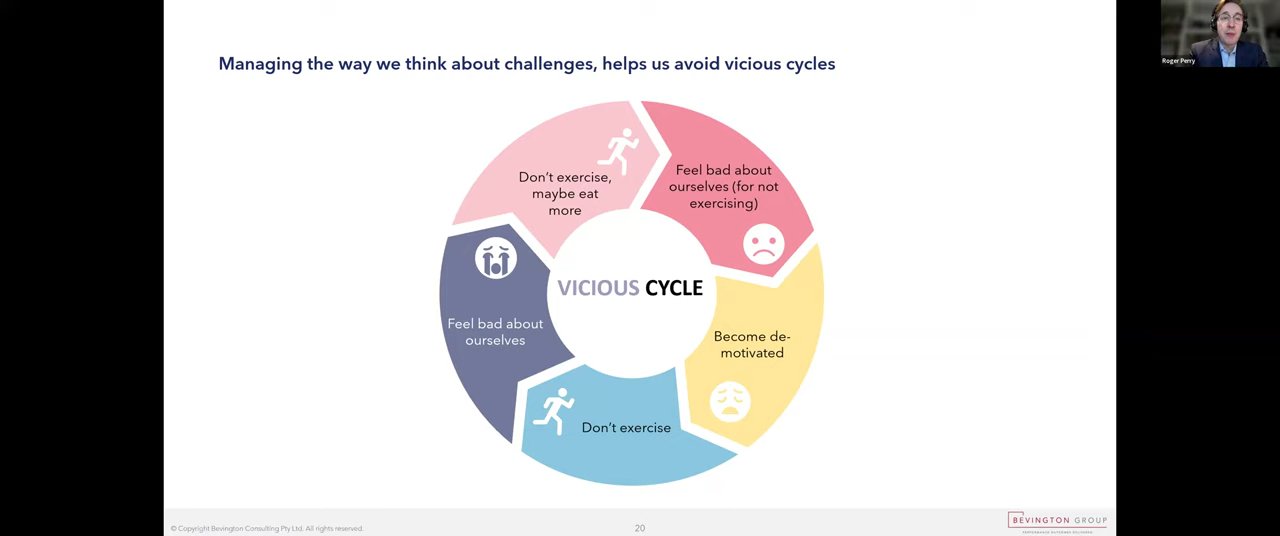 Roger Perry
Managing the way we think about challenges, helps us avoid vicious cycles
Don't exercise,
maybe eat
more
Feel bad about
ourselves (for not
exercising)
Become de-
motivated
Don't exercise
Feel bad about
ourselves
VICIOUS CYCLE
© Copyright Bevington Consulting Pty Ltd. All rights reserved.
20
BEVINGTON GROUP